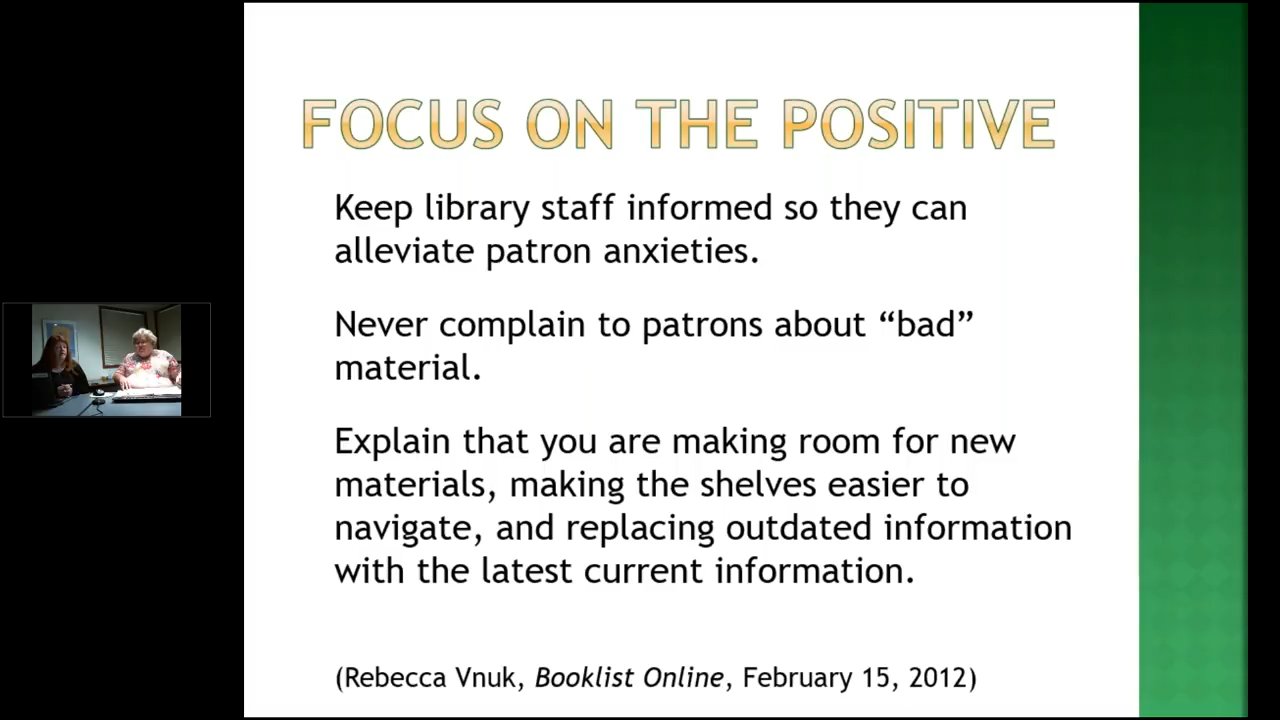 FOCUS ON THE POSITIVE
Keep library staff informed so they can
alleviate patron anxieties.
Never complain to patrons about “bad”
material.
Explain that you are making room for new
materials, making the shelves easier to
navigate, and replacing outdated information
with the latest current information.
(Rebecca Vnuk, Booklist Online, February 15, 2012)